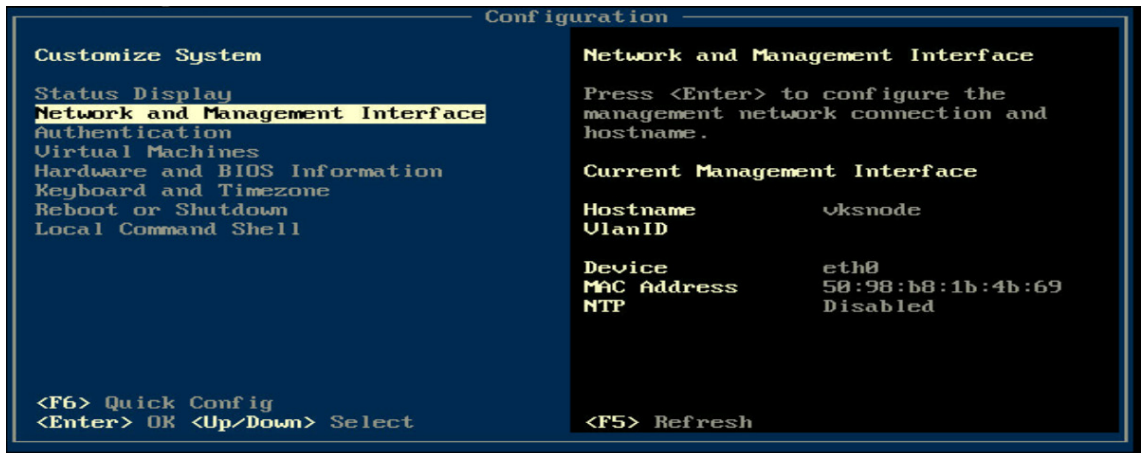 Configuration
Customize System
Status Display
Network and Management Interface
Authentication
Virtual Machines
Hardware and BIOS Information
Keyboard and Timezone
Reboot or Shutdown
Local Command Shell
<F6> Quick Config
<Enter> OK <Up/Down> Select
Network and Management Interface
Press <Enter> to configure the
management network connection and
hostname.
Current Management Interface
Hostname vksnode
VlanID
Device eth0
MAC Address 50:98:b8:1b:4b:69
NTP Disabled
<F5> Refresh